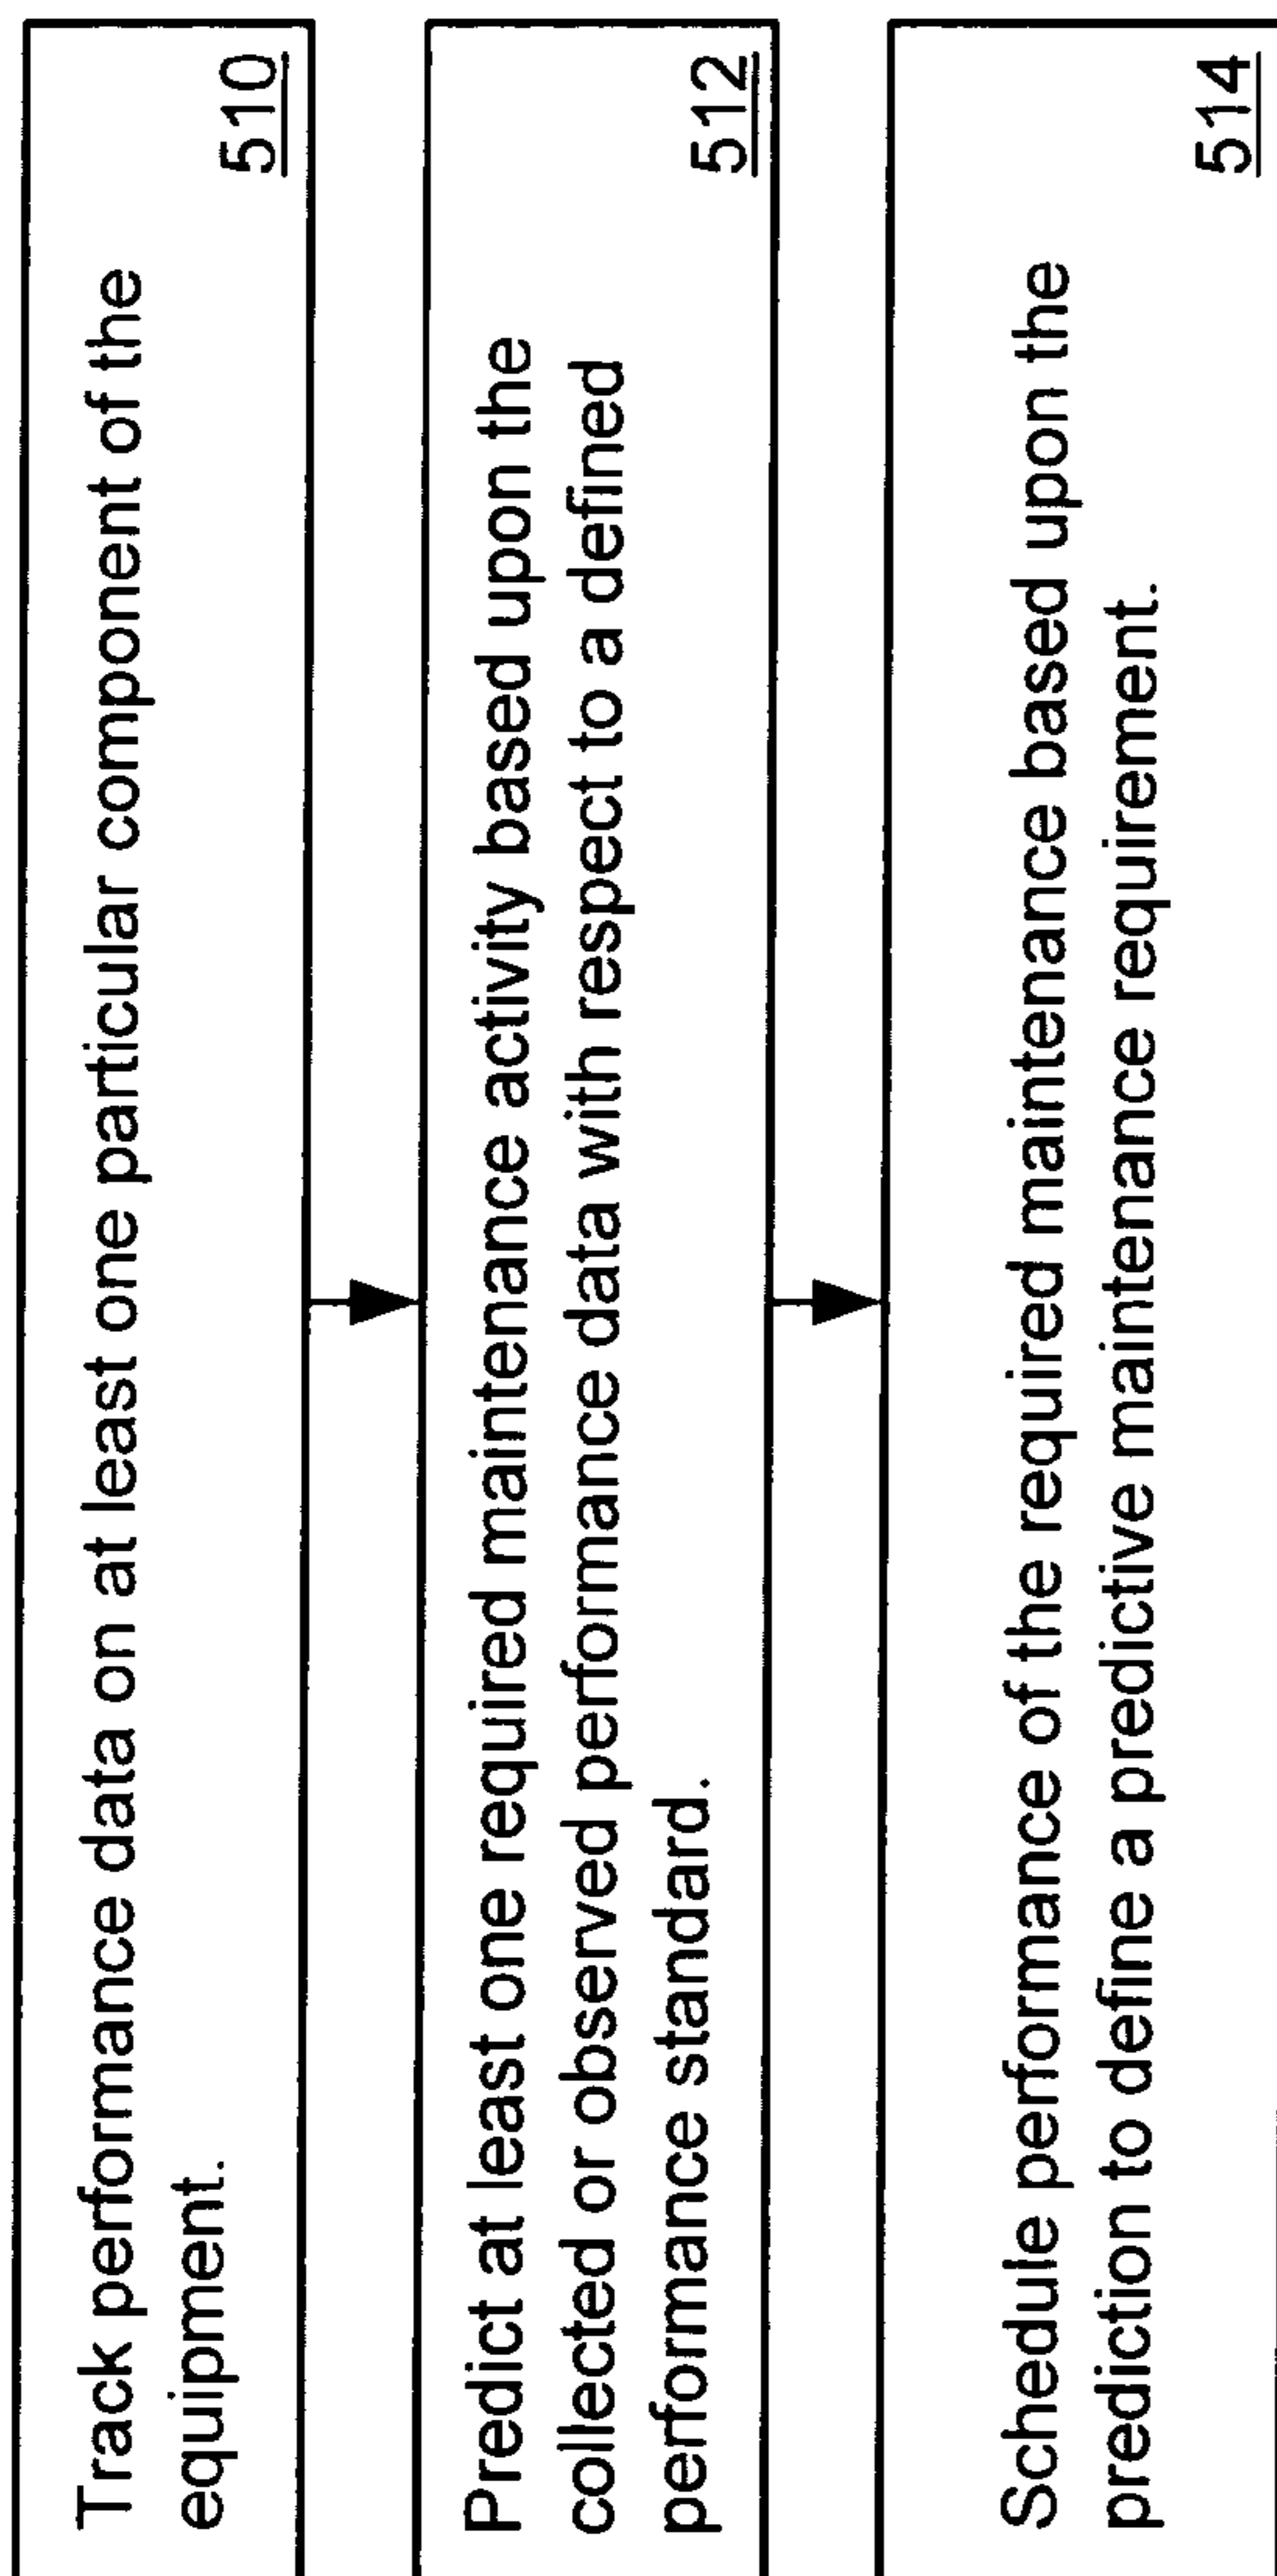 Track performance data on at least one particular component of the
equipment.
510
Predict at least one required maintenance activity based upon the
collected or observed performance data with respect to a defined
performance standard.
512
Schedule performance of the required maintenance based upon the
prediction to define a predictive maintenance requirement.
514